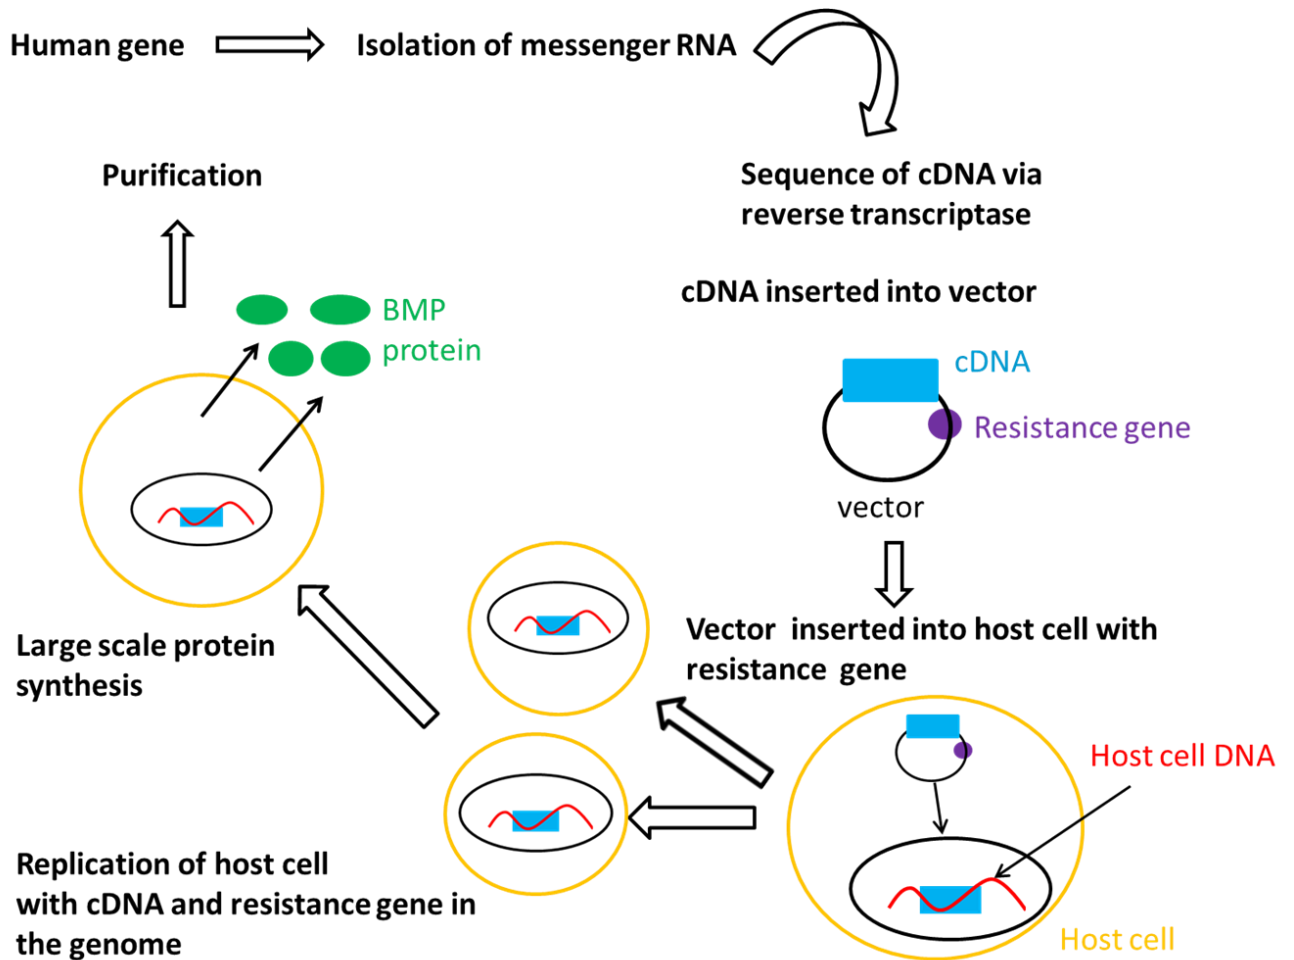 Human gene
Isolation of messenger RNA
Sequence of cDNA via
reverse transcriptase
cDNA inserted into vector
cDNA
Resistance gene
vector
Vector inserted into host cell with
resistance gene
Host cell DNA
Host cell
Replication of host cell
with cDNA and resistance gene in
the genome
Large scale protein
synthesis
BMP
protein
Purification